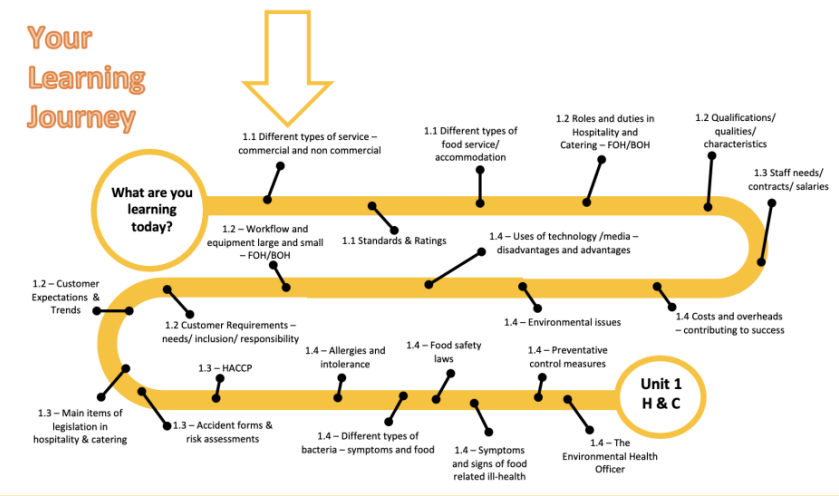 Your
Learning
Journey
1.1 Different types of service –
commercial and non commercial
1.1 Different types of
food service/
accommodation
1.2 Roles and duties in
Hospitality and
Catering – FOH/BOH
1.2 Qualifications/
qualities/
characteristics
1.3 Staff needs/
contracts/ salaries
What are you
learning
today?
1.1 Standards & Ratings
1.2 – Workflow and
equipment large and small
– FOH/BOH
1.4 – Uses of technology /media –
disadvantages and advantages
1.2 – Customer
Expectations &
Trends
1.2 Customer Requirements –
needs/ inclusion/ responsibility
1.4 – Environmental issues
1.4 Costs and overheads
– contributing to success
1.3 – Main items of
legislation in
hospitality & catering
1.3 – Accident forms &
risk assessments
1.3 – HACCP
1.4 – Allergies and
intolerance
1.4 – Different types of
bacteria – symptoms and food
1.4 – Food safety
laws
1.4 – Symptoms
and signs of food
related ill-health
1.4 – Preventative
control measures
1.4 – The
Environmental Health
Officer
Unit 1
H & C